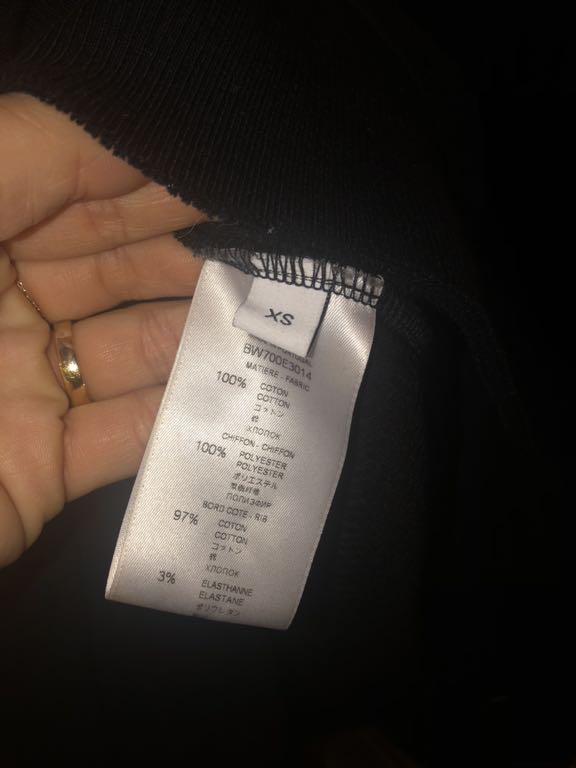 XS
BW700E3014
MATIERE - FABRIC
100% COTON
COTTON
コットン
棉
ХЛОПОК
CHIFFON - CHIFFON
100% POLYESTER
POLYESTER
ポリエステル
聚酯纤维
ПОЛИЭФИР
BORD COTE - RIB
97% COTON
COTTON
コットン
棉
ХЛОПОК
3% ELASTHANNE
ELASTANE
ポリウレタン